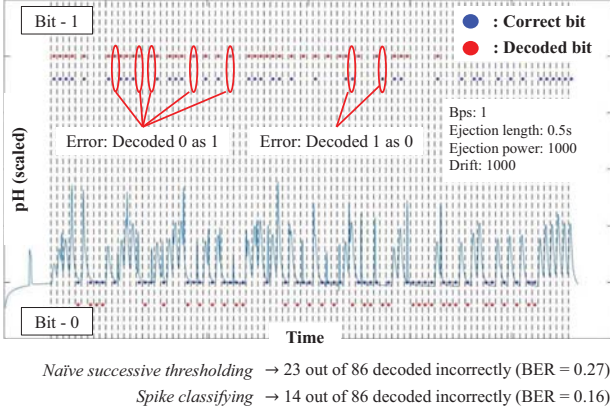 Bit - 1
: Correct bit
: Decoded bit
Error: Decoded 0 as 1
Error: Decoded 1 as 0
Bps: 1
Ejection length: 0.5s
Ejection power: 1000
Drift: 1000
pH (scaled)
Bit - 0
Time
Naïve successive thresholding → 23 out of 86 decoded incorrectly (BER = 0.27)
Spike classifying → 14 out of 86 decoded incorrectly (BER = 0.16)